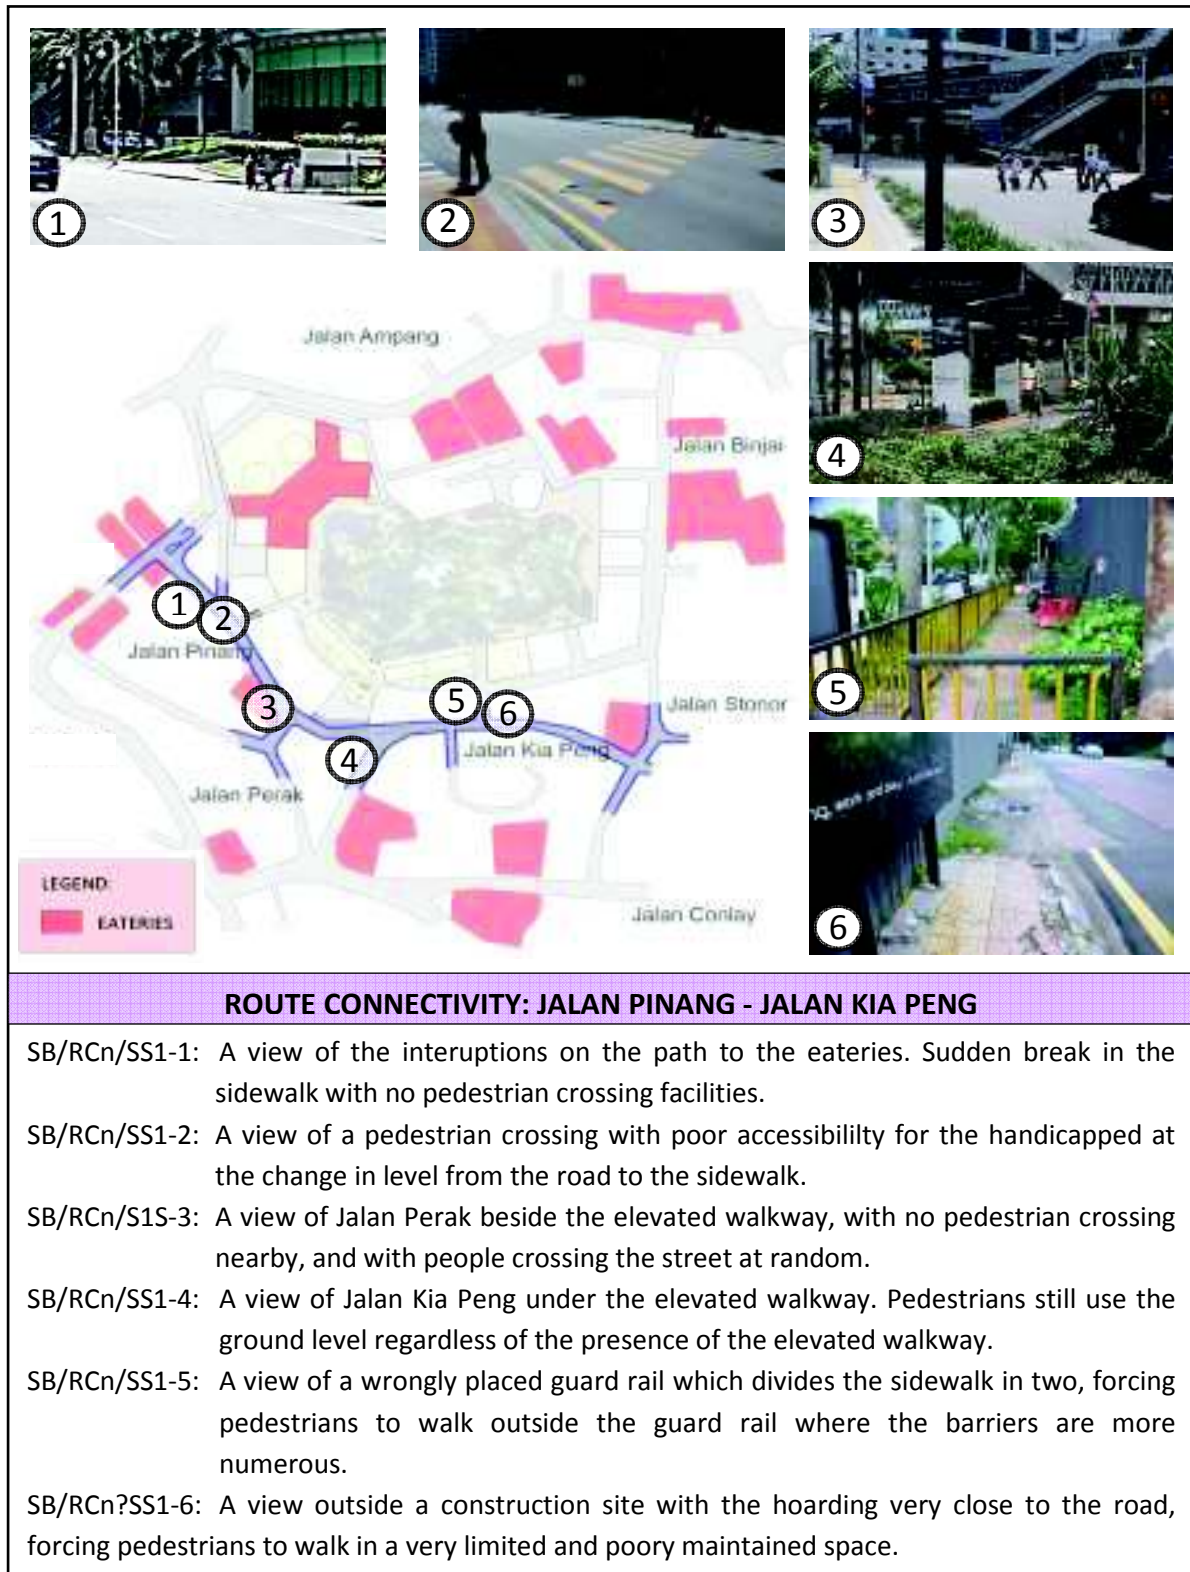 1
2
3
Jalan Ampang
Jalan Binjai
4
1
2
Jalan Pinang
5
3
5
6
Jalan Stonor
4
Jalan Kia Peng
Jalan Perak
LEGEND:
EATERIES
Jalan Conlay
6
ROUTE CONNECTIVITY: JALAN PINANG - JALAN KIA PENG
SB/RCn/SS1-1: A view of the interuptions on the path to the eateries. Sudden break in the
sidewalk with no pedestrian crossing facilities.
SB/RCn/SS1-2: A view of a pedestrian crossing with poor accessibililty for the handicapped at
the change in level from the road to the sidewalk.
SB/RCn/S1S-3: A view of Jalan Perak beside the elevated walkway, with no pedestrian crossing
nearby, and with people crossing the street at random.
SB/RCn/SS1-4: A view of Jalan Kia Peng under the elevated walkway. Pedestrians still use the
ground level regardless of the presence of the elevated walkway.
SB/RCn/SS1-5: A view of a wrongly placed guard rail which divides the sidewalk in two, forcing
pedestrians to walk outside the guard rail where the barriers are more
numerous.
SB/RCn?SS1-6: A view outside a construction site with the hoarding very close to the road,
forcing pedestrians to walk in a very limited and poory maintained space.